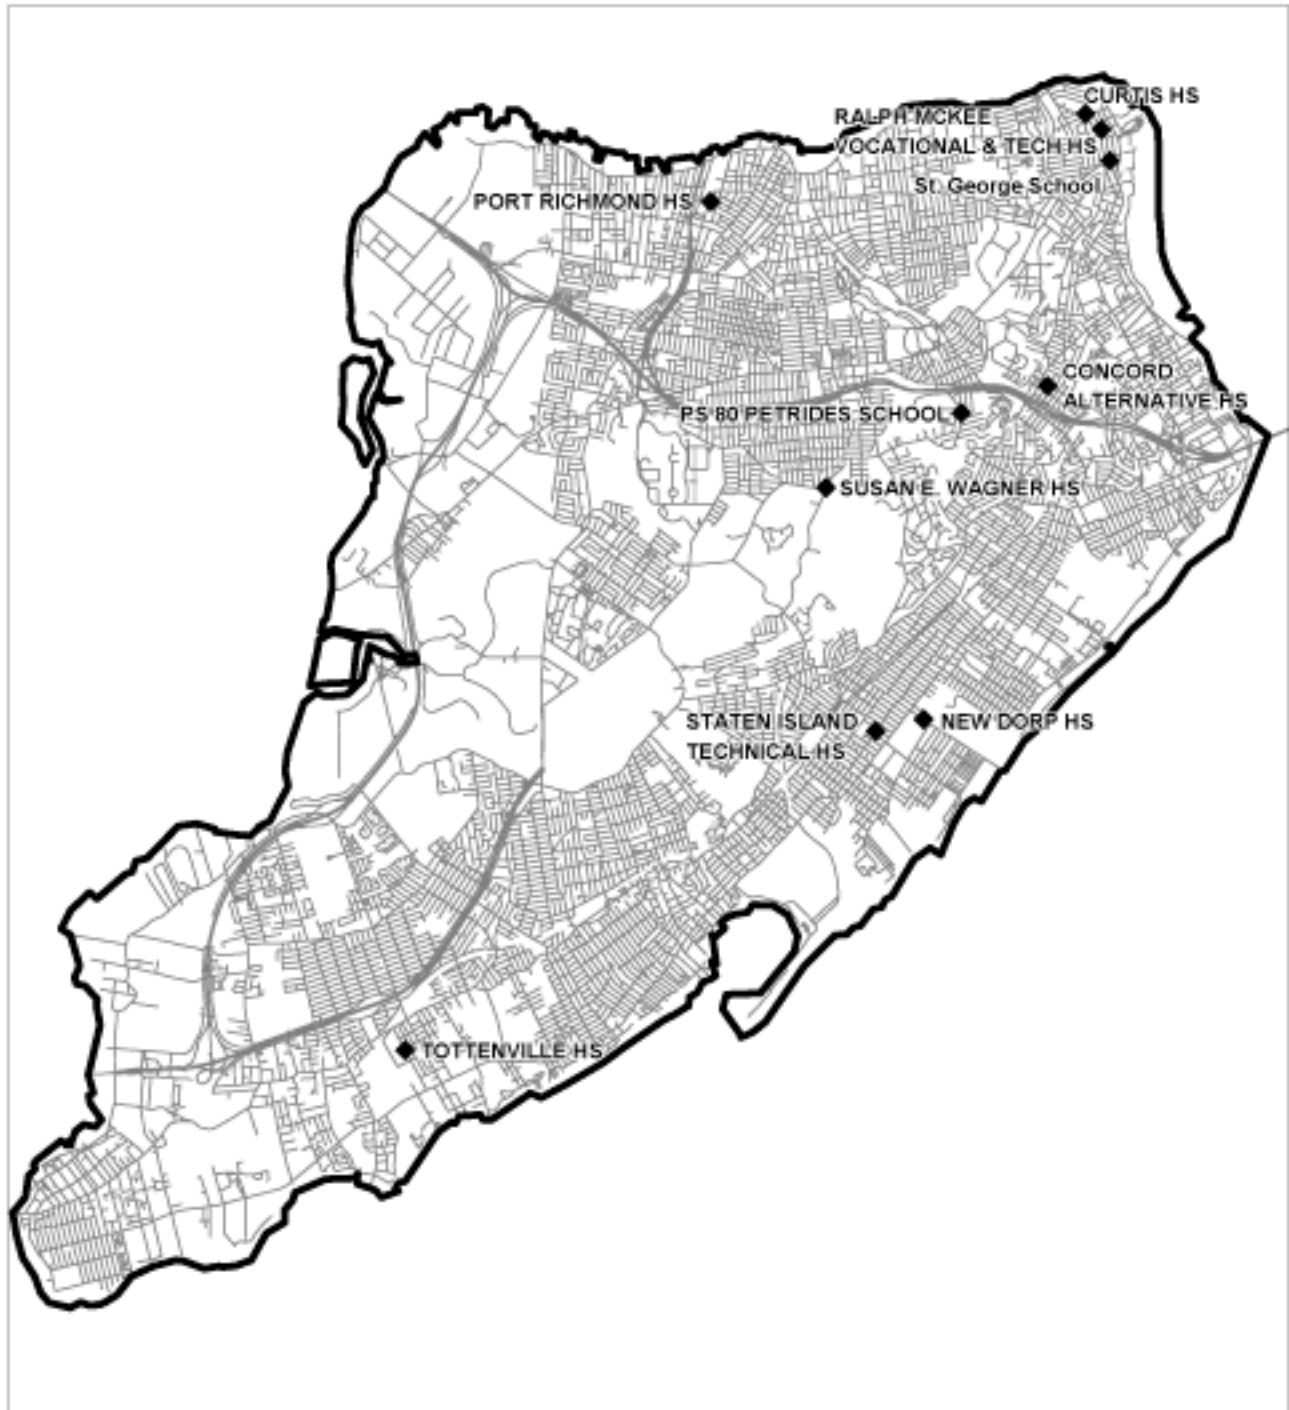 CURTIS HS
RALPH MCKEE
VOCATIONAL & TECH HS
St. George School
PORT RICHMOND HS
CONCORD
ALTERNATIVE HS
PS 80 PETRIDES SCHOOL
SUSAN E. WAGNER HS
STATEN ISLAND
TECHNICAL HS
NEW DORP HS
TOTTENVILLE HS